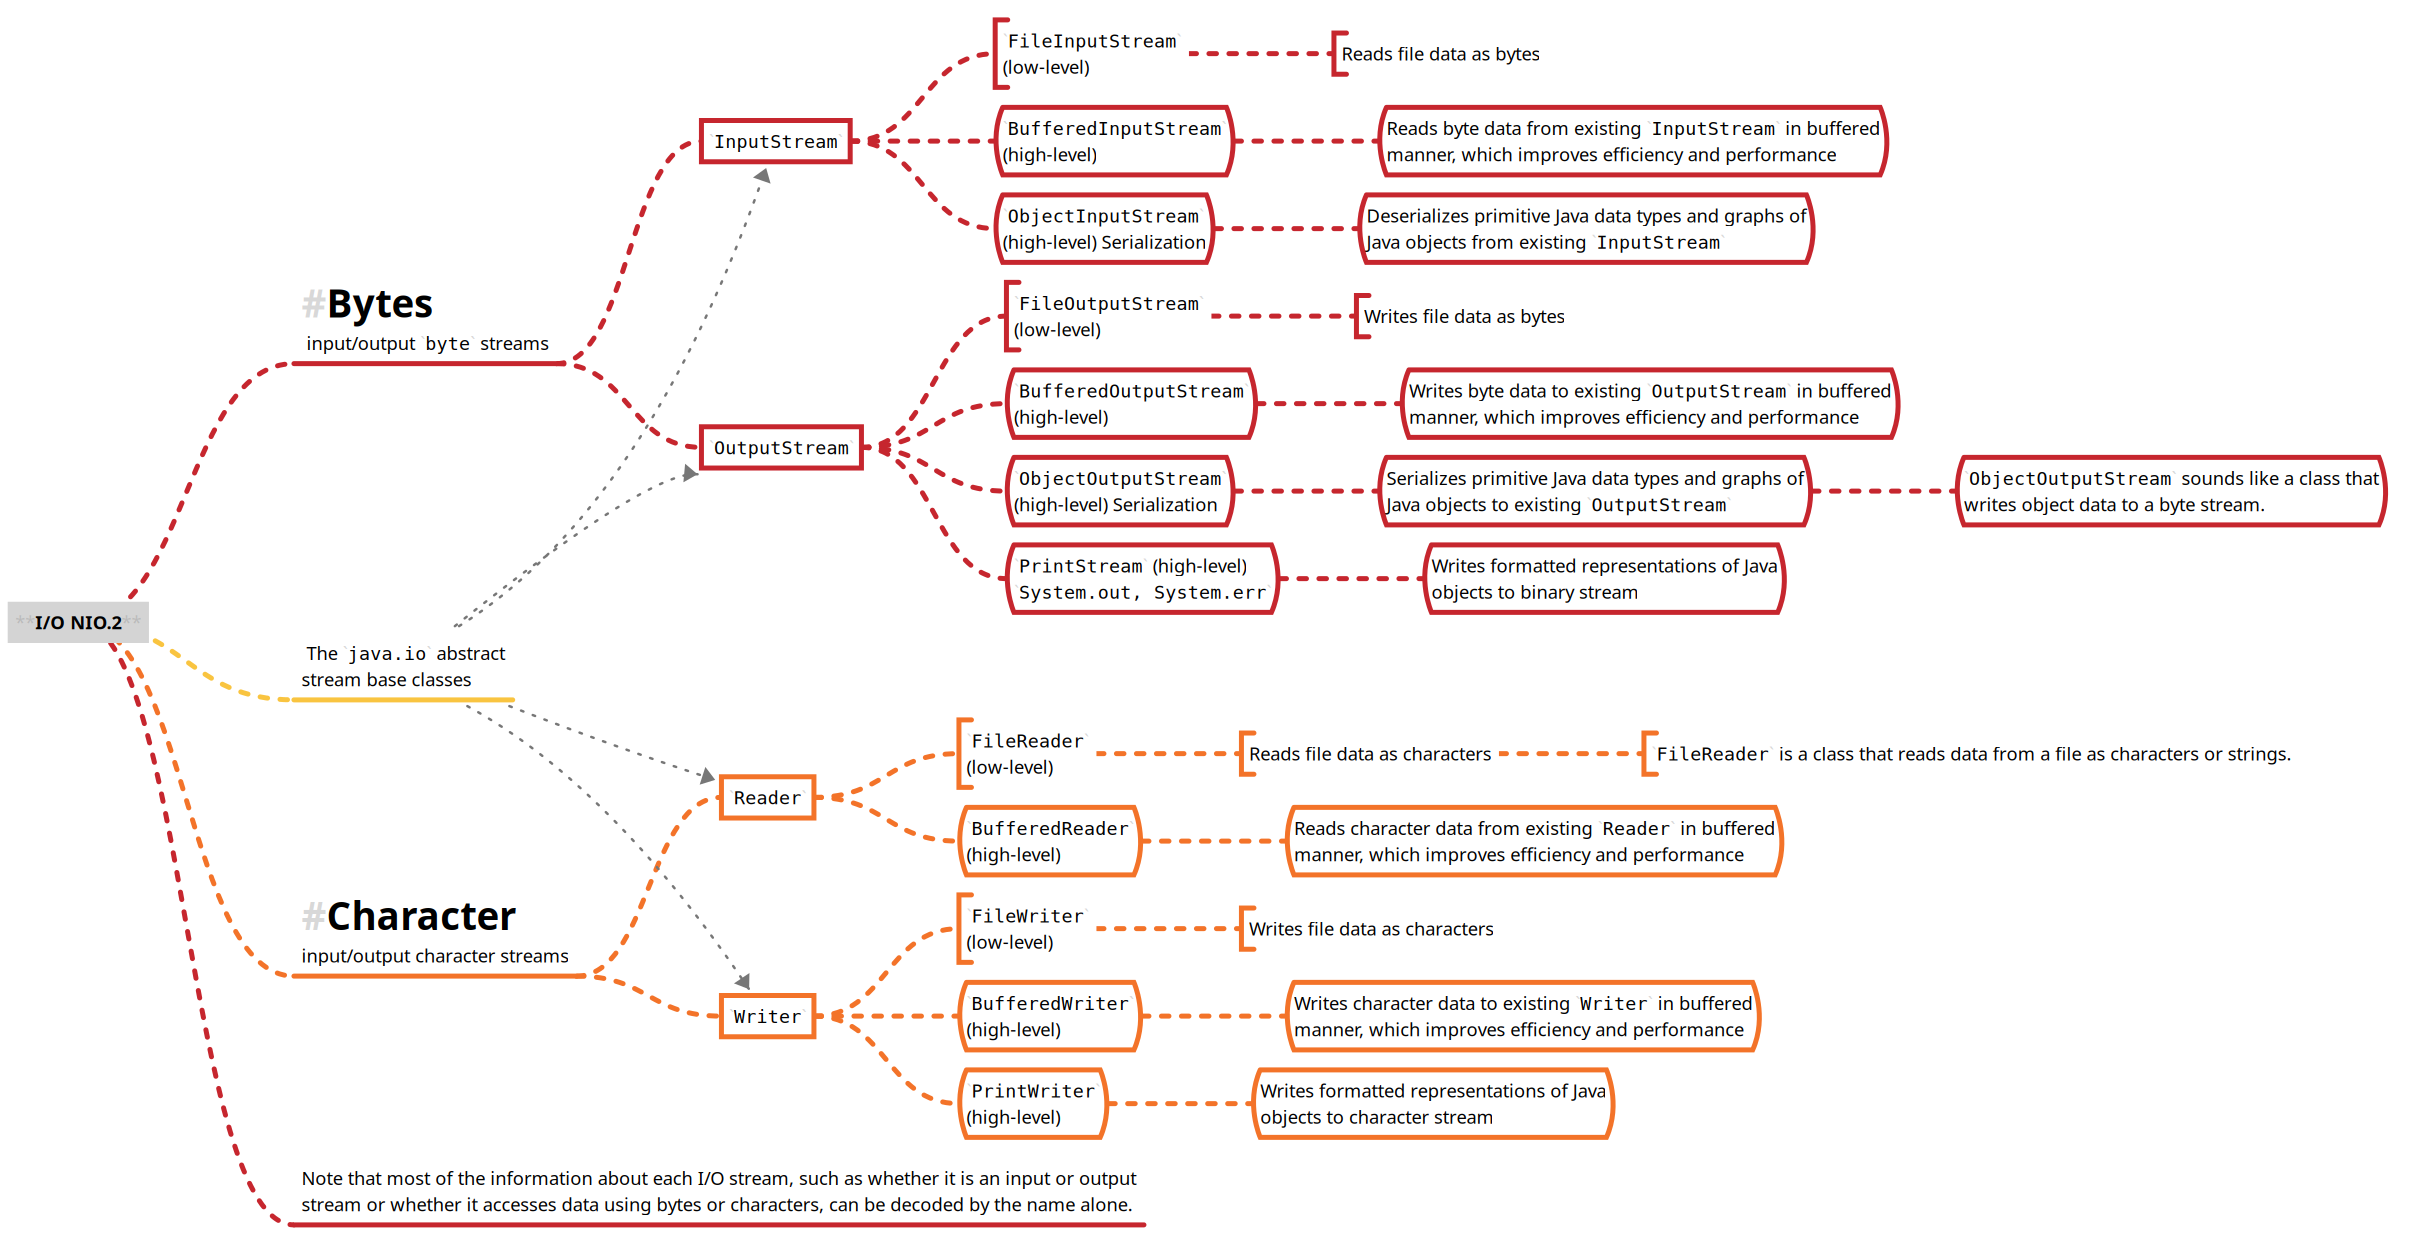 **I/O NIO.2**
#Bytes
input/output `byte` streams
`InputStream`
`FileInputStream`
(low-level)
Reads file data as bytes
`BufferedInputStream`
(high-level)
Reads byte data from existing `InputStream` in buffered
manner, which improves efficiency and performance
`ObjectInputStream`
(high-level) Serialization
Deserializes primitive Java data types and graphs of
Java objects from existing `InputStream`
`OutputStream`
`FileOutputStream`
(low-level)
Writes file data as bytes
`BufferedOutputStream`
(high-level)
Writes byte data to existing `OutputStream` in buffered
manner, which improves efficiency and performance
`ObjectOutputStream`
(high-level) Serialization
Serializes primitive Java data types and graphs of
Java objects to existing `OutputStream`
`ObjectOutputStream` sounds like a class that
writes object data to a byte stream.
`PrintStream` (high-level)
`System.out, System.err`
Writes formatted representations of Java
objects to binary stream
The `java.io` abstract
stream base classes
#Character
input/output character streams
`Reader`
`FileReader`
(low-level)
Reads file data as characters
`FileReader` is a class that reads data from a file as characters or strings.
`BufferedReader`
(high-level)
Reads character data from existing `Reader` in buffered
manner, which improves efficiency and performance
`Writer`
`FileWriter`
(low-level)
Writes file data as characters
`BufferedWriter`
(high-level)
Writes character data to existing `Writer` in buffered
manner, which improves efficiency and performance
`PrintWriter`
(high-level)
Writes formatted representations of Java
objects to character stream
Note that most of the information about each I/O stream, such as whether it is an input or output
stream or whether it accesses data using bytes or characters, can be decoded by the name alone.